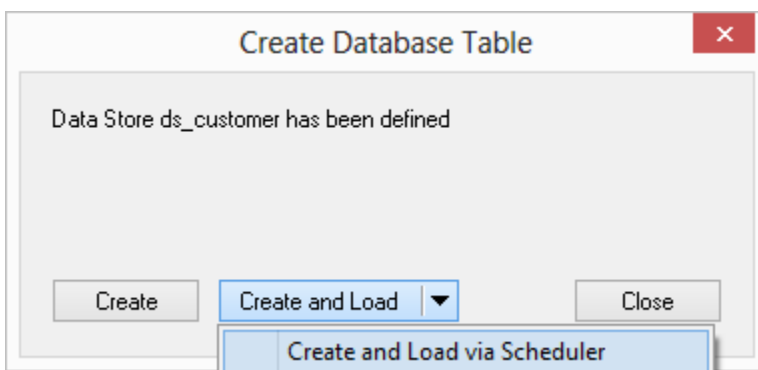 Create Database Table
Data Store ds_customer has been defined
Create
Create and Load
Close
Create and Load via Scheduler